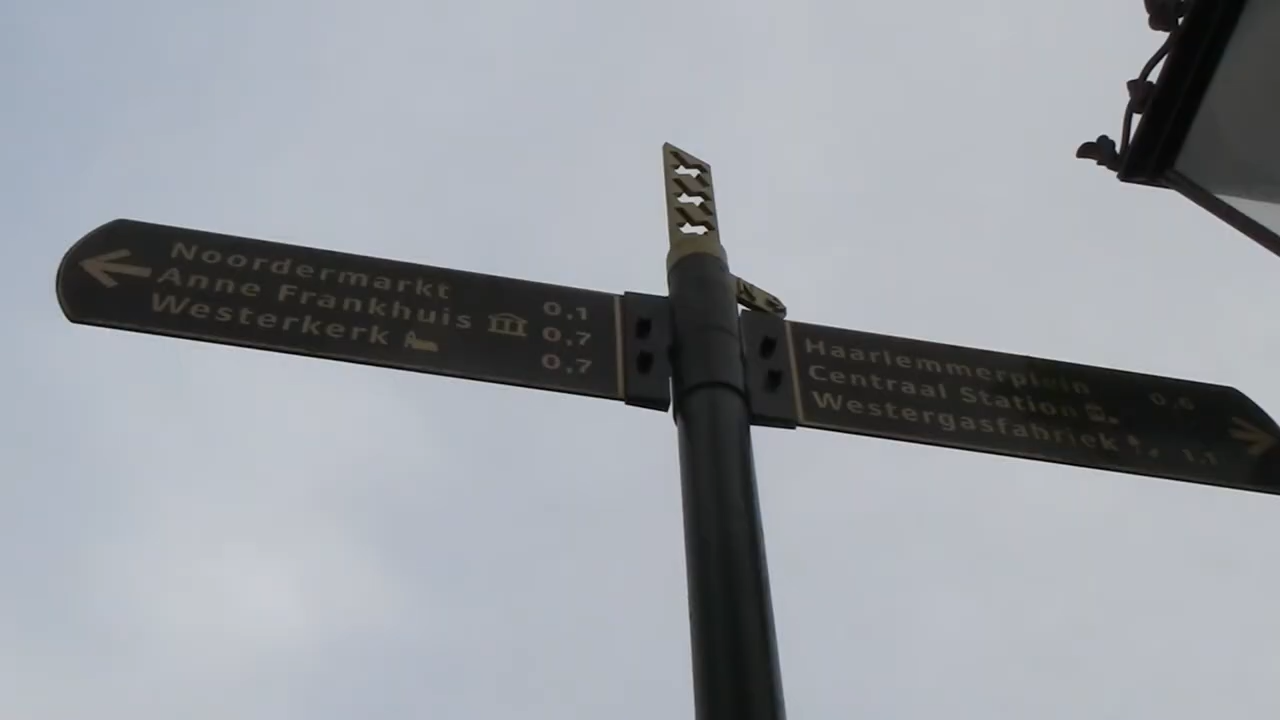 Noordermarkt 0,1
Anne Frankhuis 0,7
Westerkerk 0,7
Haarlemmerplein 0,6
Centraal Station
Westergasfabriek 1,1